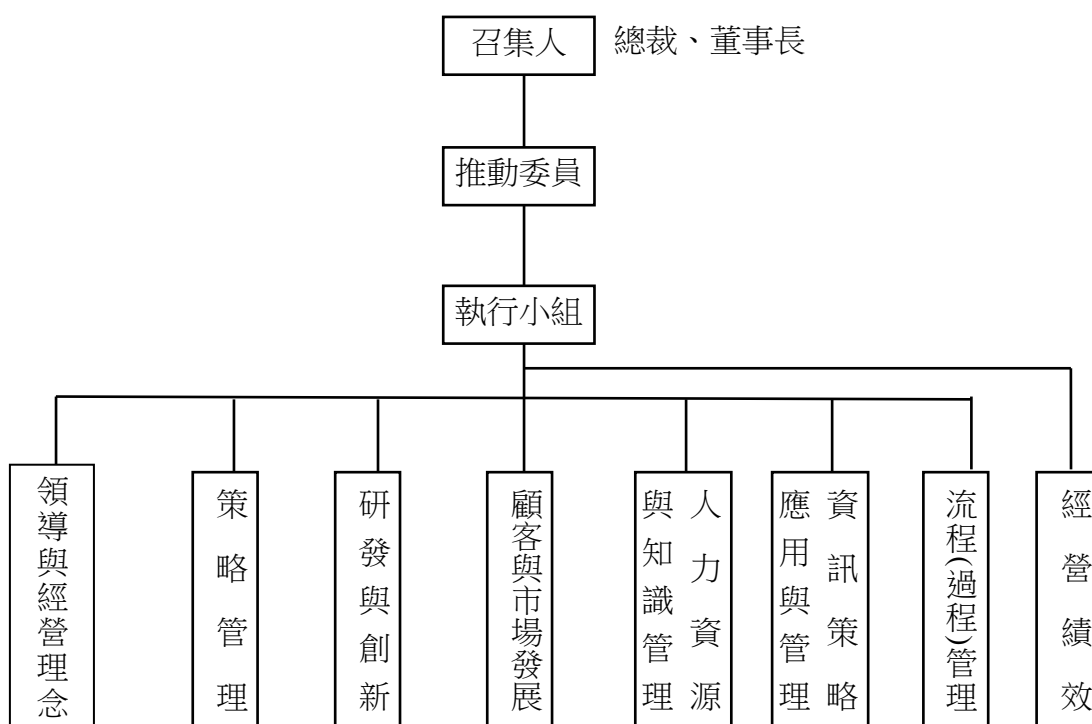 召集人
總裁、董事長
推動委員
執行小組
領導與經營理念
策略管理
研發與創新
顧客與市場發展
人力資源
與知識管理
資訊策略
應用與管理
流程(過程)管理
經營績效